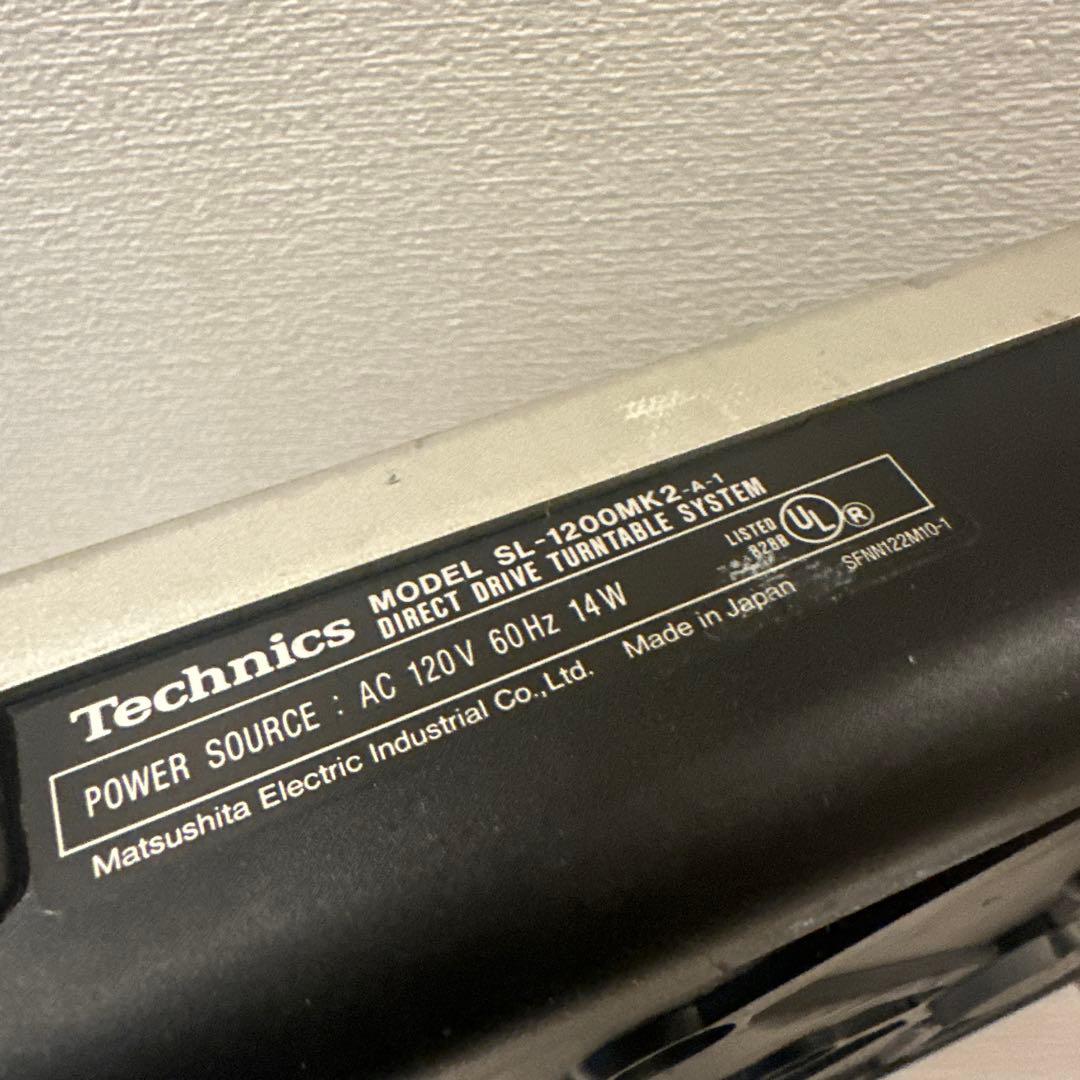 Technics
MODEL SL-1200MK2-A-1
DIRECT DRIVE TURNTABLE SYSTEM
POWER SOURCE : AC 120V 60Hz 14W
LISTED
828B
UL ®
Matsushita Electric Industrial Co.,Ltd. Made in Japan
SFNN122M10-1